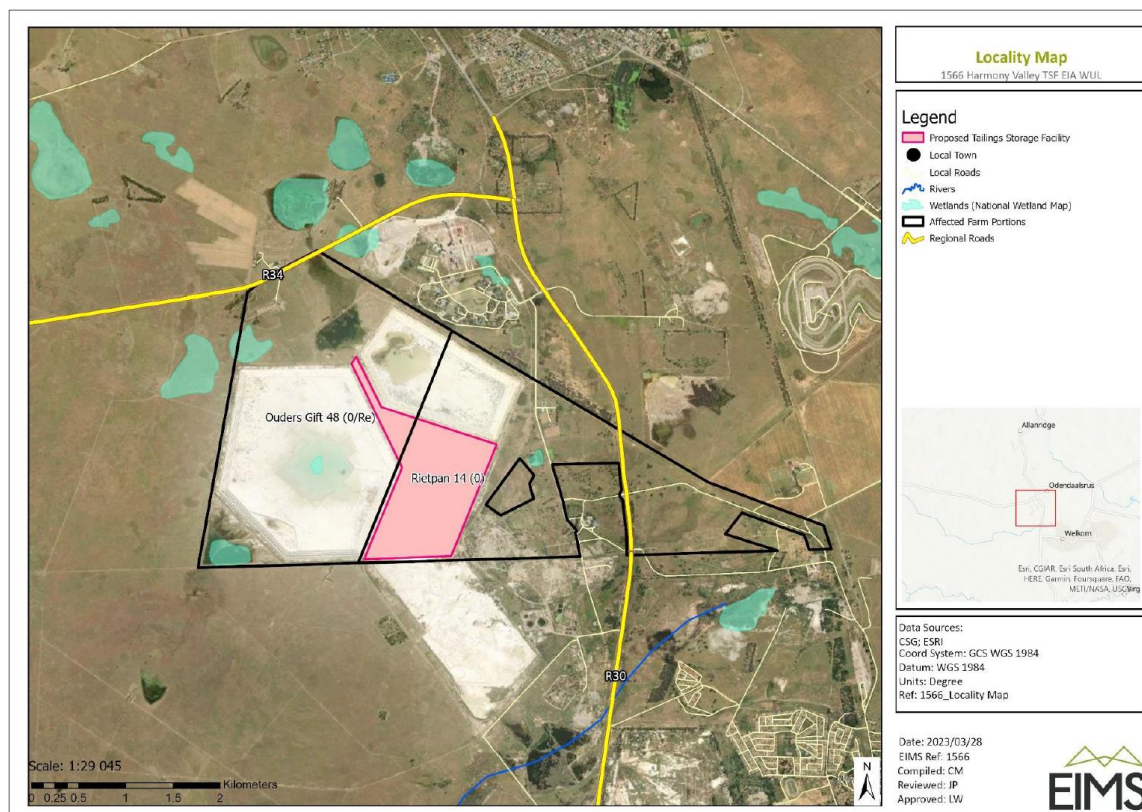 Locality Map
1566 Harmony Valley TSF EIA WUL
Legend
Proposed Tailings Storage Facility
Local Town
Local Roads
Rivers
Wetlands (National Wetland Map)
Affected Farm Portions
Regional Roads
R34
Ouders Gift 48 (0/Re)
Rietpan 14 (0)
R30
Scale: 1:29 045
Kilometers
0 0.25 0.5 1 1.5 2
N
Allanridge
Odendaalsrus
Welkom
Esri, CGIAR, Esri South Africa, Esri,
HERE, Garmin, Foursquare, FAO,
METI/NASA, USGS
Virg
Data Sources:
CSG; ESRI
Coord System: GCS WGS 1984
Datum: WGS 1984
Units: Degree
Ref: 1566_Locality Map
Date: 2023/03/28
EIMS Ref: 1566
Compiled: CM
Reviewed: JP
Approved: LW
EIMS